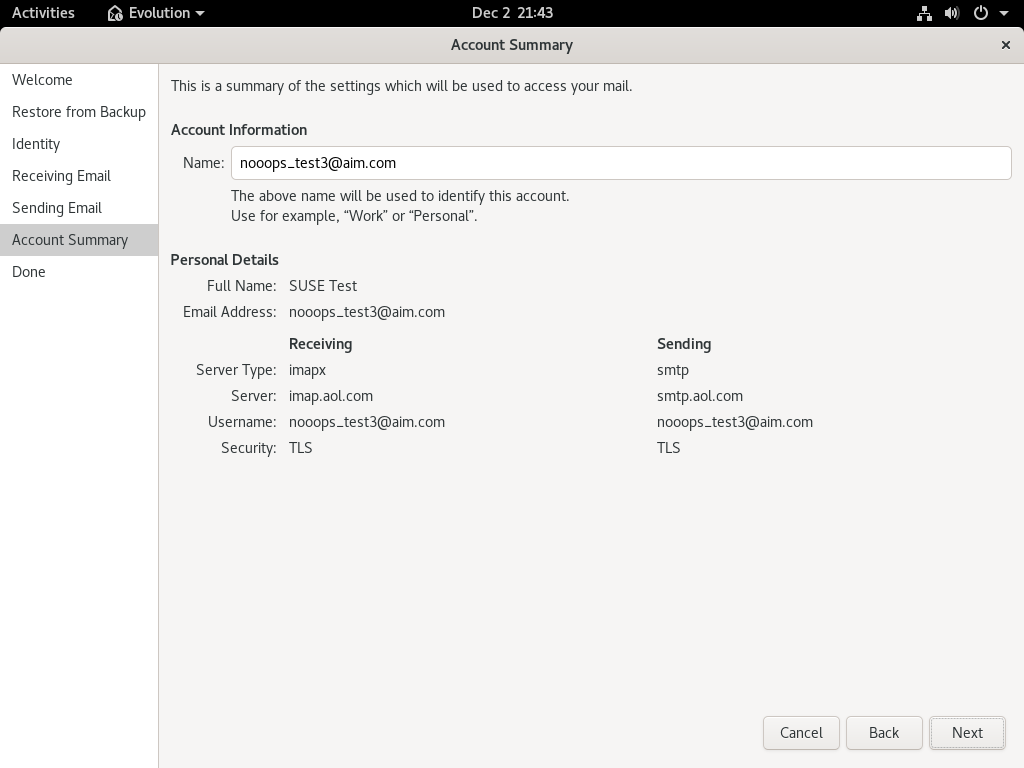 Activities Evolution Dec 2 21:43
Account Summary ×
Welcome
Restore from Backup
Identity
Receiving Email
Sending Email
Account Summary
Done
This is a summary of the settings which will be used to access your mail.
Account Information
Name: nooops_test3@aim.com
The above name will be used to identify this account.
Use for example, “Work” or “Personal”.
Personal Details
Full Name: SUSE Test
Email Address: nooops_test3@aim.com
Receiving Sending
Server Type: imapx smtp
Server: imap.aol.com smtp.aol.com
Username: nooops_test3@aim.com nooops_test3@aim.com
Security: TLS TLS
Cancel Back Next